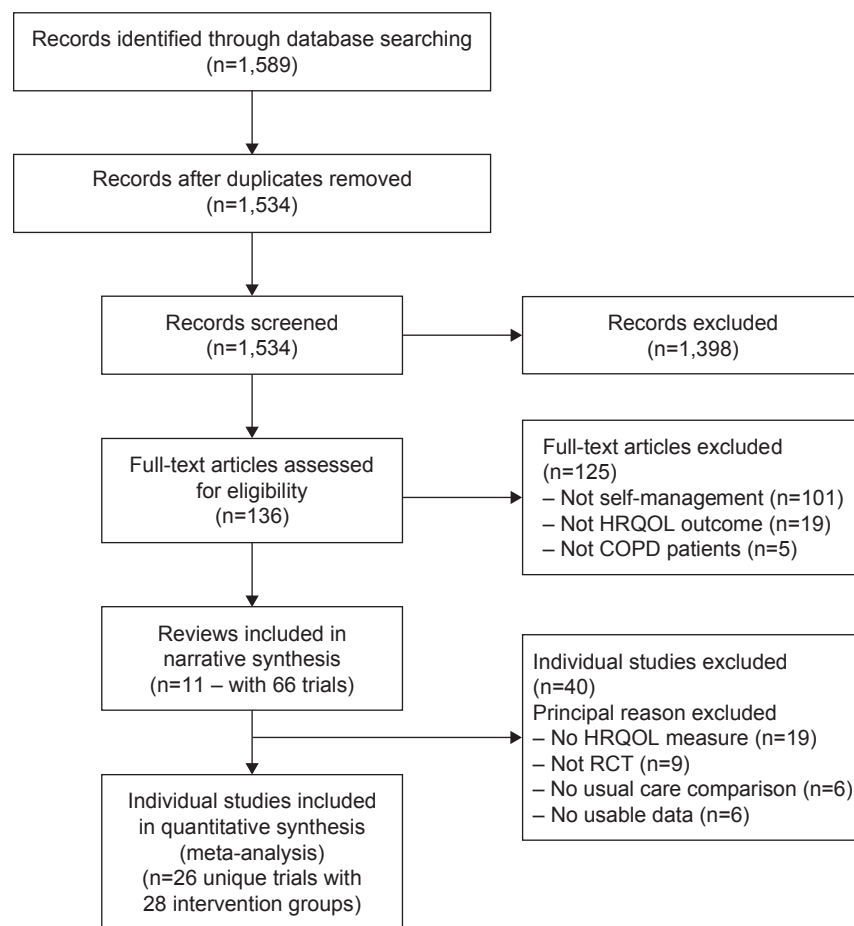 Records identified through database searching
(n=1,589)
Records after duplicates removed
(n=1,534)
Records screened
(n=1,534)
Records excluded
(n=1,398)
Full-text articles assessed
for eligibility
(n=136)
Full-text articles excluded
(n=125)
– Not self-management (n=101)
– Not HRQOL outcome (n=19)
– Not COPD patients (n=5)
Reviews included in
narrative synthesis
(n=11 – with 66 trials)
Individual studies excluded
(n=40)
Principal reason excluded
– No HRQOL measure (n=19)
– Not RCT (n=9)
– No usual care comparison (n=6)
– No usable data (n=6)
Individual studies included
in quantitative synthesis
(meta-analysis)
(n=26 unique trials with
28 intervention groups)